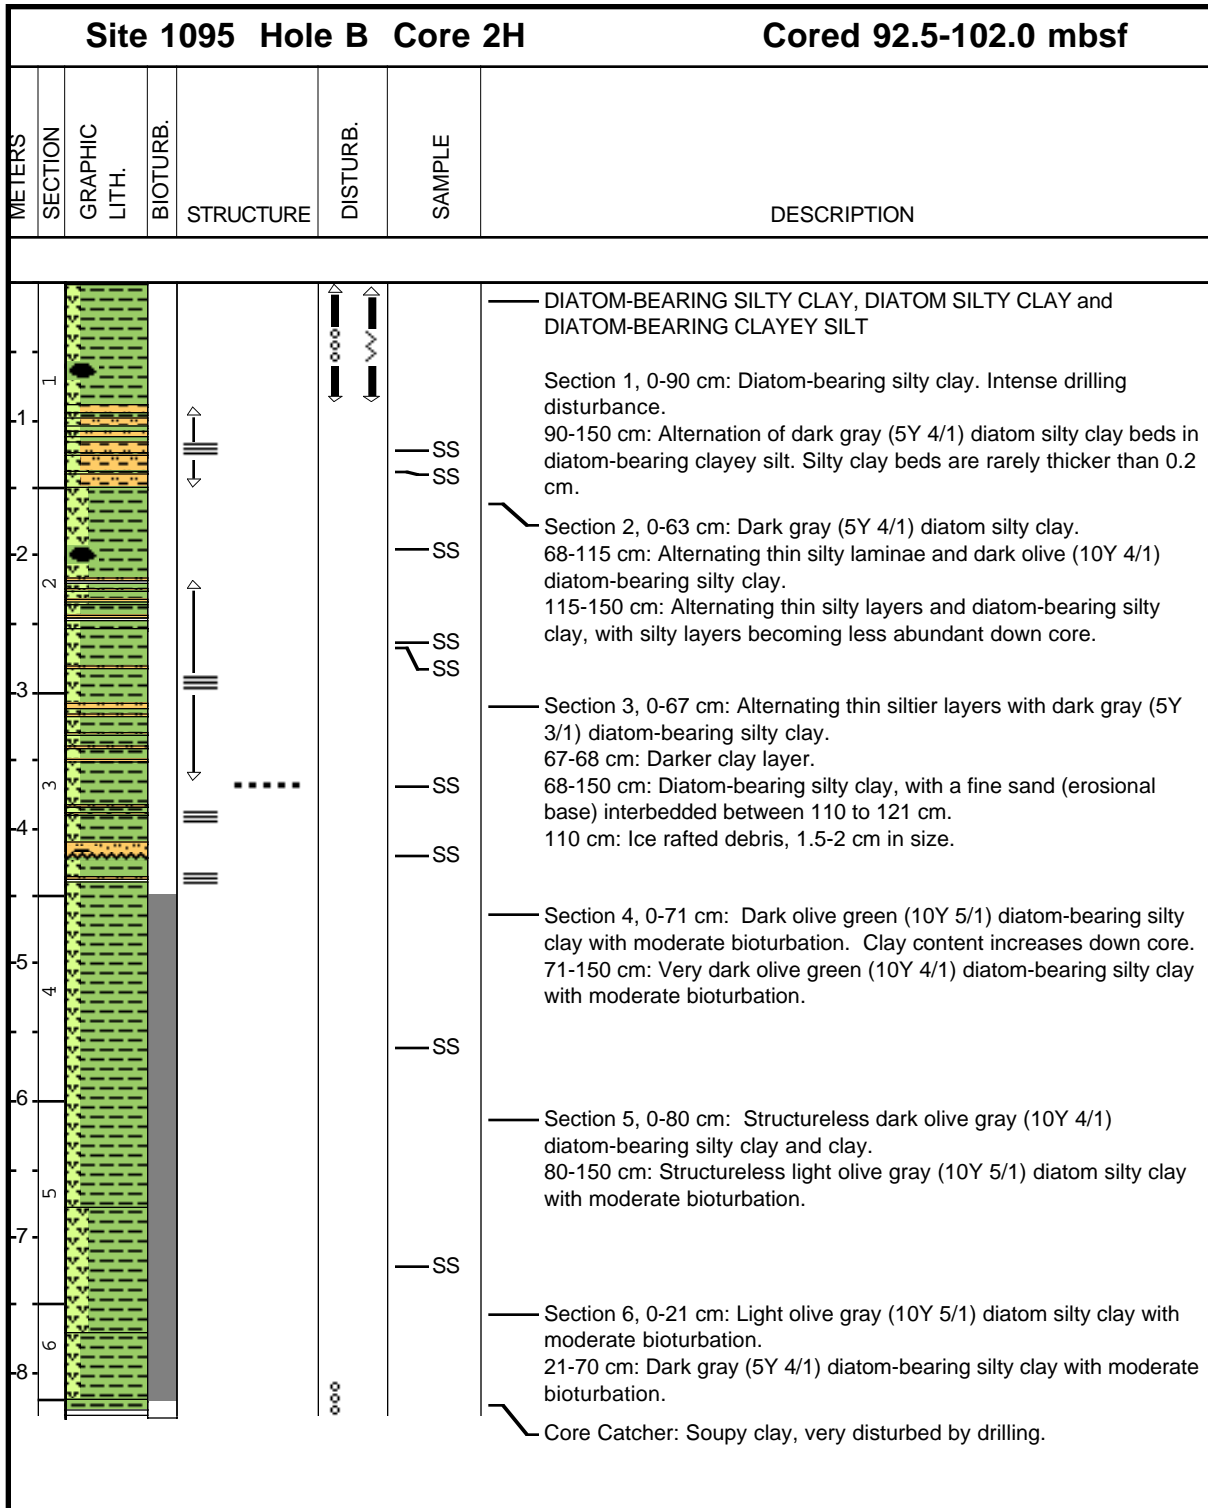 Site 1095 Hole B Core 2H
Cored 92.5-102.0 mbsf
METERS
SECTION
GRAPHIC
LITH.
BIOTURB.
STRUCTURE
DISTURB.
SAMPLE
DESCRIPTION
1
2
3
4
5
6
-1
-2
-3
-4
-5
-6
-7
-8
SS
SS
SS
SS
SS
SS
SS
SS
SS
DIATOM-BEARING SILTY CLAY, DIATOM SILTY CLAY and
DIATOM-BEARING CLAYEY SILT
Section 1, 0-90 cm: Diatom-bearing silty clay. Intense drilling
disturbance.
90-150 cm: Alternation of dark gray (5Y 4/1) diatom silty clay beds in
diatom-bearing clayey silt. Silty clay beds are rarely thicker than 0.2
cm.
Section 2, 0-63 cm: Dark gray (5Y 4/1) diatom silty clay.
68-115 cm: Alternating thin silty laminae and dark olive (10Y 4/1)
diatom-bearing silty clay.
115-150 cm: Alternating thin silty layers and diatom-bearing silty
clay, with silty layers becoming less abundant down core.
Section 3, 0-67 cm: Alternating thin siltier layers with dark gray (5Y
3/1) diatom-bearing silty clay.
67-68 cm: Darker clay layer.
68-150 cm: Diatom-bearing silty clay, with a fine sand (erosional
base) interbedded between 110 to 121 cm.
110 cm: Ice rafted debris, 1.5-2 cm in size.
Section 4, 0-71 cm: Dark olive green (10Y 5/1) diatom-bearing silty
clay with moderate bioturbation. Clay content increases down core.
71-150 cm: Very dark olive green (10Y 4/1) diatom-bearing silty clay
with moderate bioturbation.
Section 5, 0-80 cm: Structureless dark olive gray (10Y 4/1)
diatom-bearing silty clay and clay.
80-150 cm: Structureless light olive gray (10Y 5/1) diatom silty clay
with moderate bioturbation.
Section 6, 0-21 cm: Light olive gray (10Y 5/1) diatom silty clay with
moderate bioturbation.
21-70 cm: Dark gray (5Y 4/1) diatom-bearing silty clay with moderate
bioturbation.
Core Catcher: Soupy clay, very disturbed by drilling.